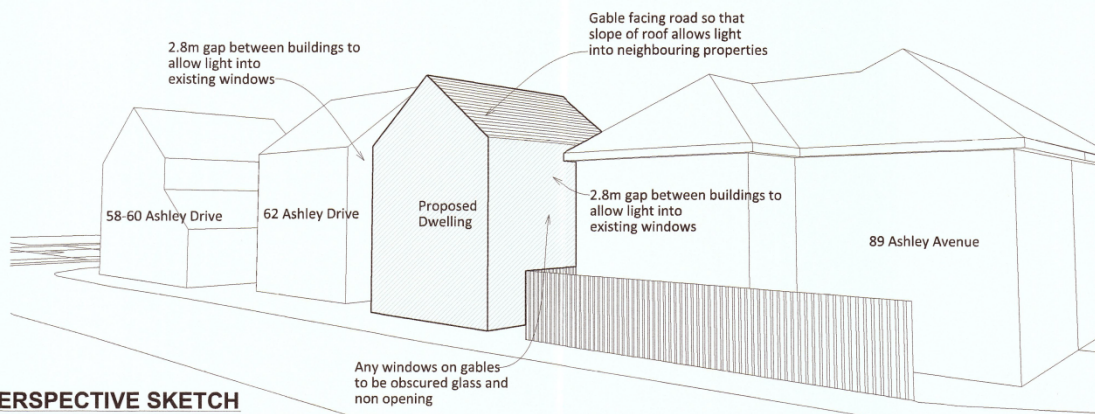 Gable facing road so that
slope of roof allows light
into neighbouring properties
2.8m gap between buildings to
allow light into
existing windows
58-60 Ashley Drive
62 Ashley Drive
Proposed
Dwelling
2.8m gap between buildings to
allow light into
existing windows
89 Ashley Avenue
Any windows on gables
to be obscured glass and
non opening
ERSPECTIVE SKETCH